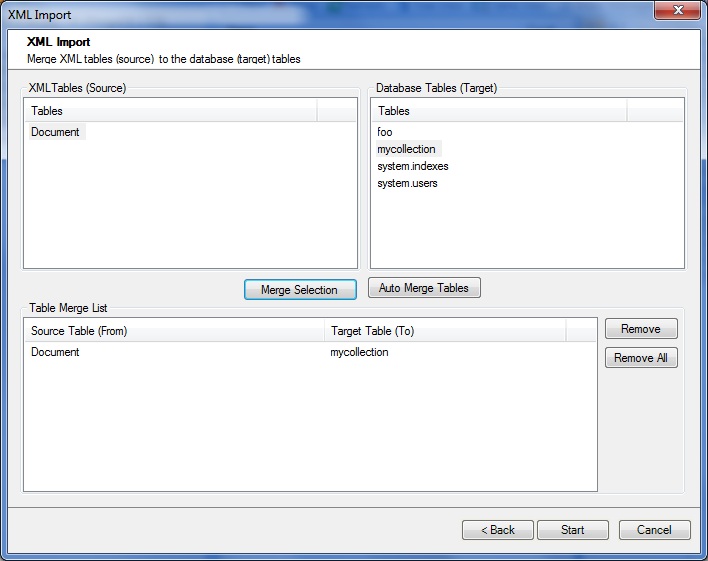 XML Import
XML Import
Merge XML tables (source) to the database (target) tables
XMLTables (Source)
Tables
Document
Database Tables (Target)
Tables
foo
mycollection
system.indexes
system.users
Merge Selection
Auto Merge Tables
Table Merge List
Source Table (From) Target Table (To)
Document mycollection
Remove
Remove All
< Back Start Cancel